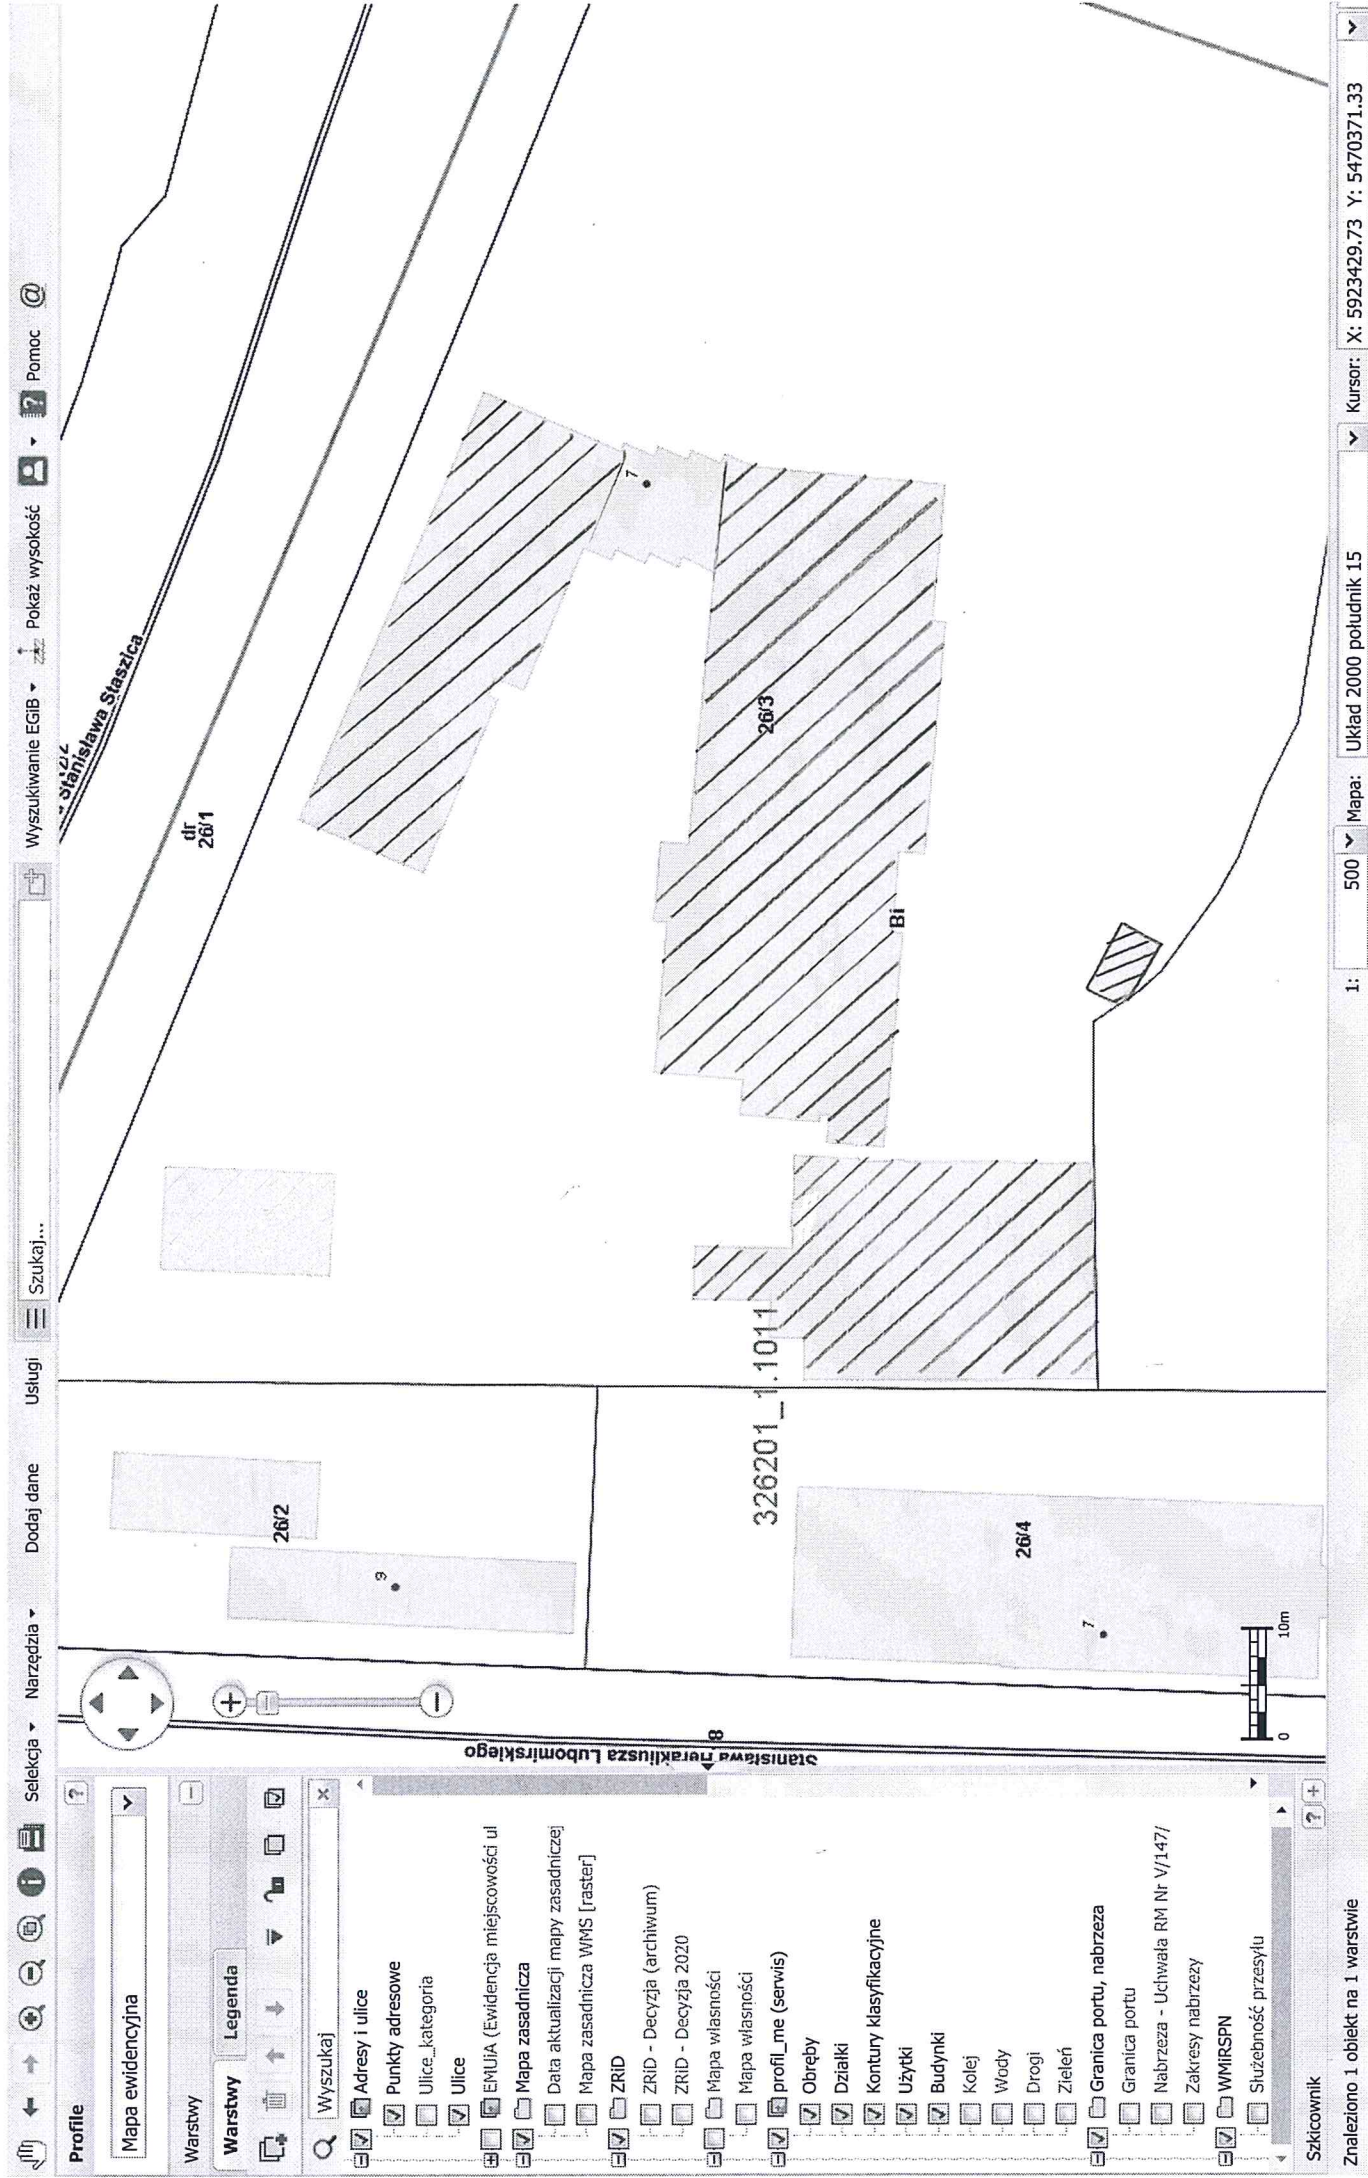 Selekcja
Narzędzia
Dodaj dane
Usługi
Szukaj...
Wyszukiwanie EGiB
Pokaż wysokość
Pomoc
@
Profile
?
Mapa ewidencyjna
Warstwy
Warstwy
Legenda
Wyszukaj
Adresy i ulice
Punkty adresowe
Ulice_kategoria
Ulice
EMUiA (Ewidencja miejscowości ul
Mapa zasadnicza
Data aktualizacji mapy zasadniczej
Mapa zasadnicza WMS [raster]
ZRiD
ZRiD - Decyzja (archiwum)
ZRiD - Decyzja 2020
Mapa własności
Mapa własności
profil_me (serwis)
Obręby
Działki
Kontury klasyfikacyjne
Użytki
Budynki
Kolej
Wody
Drogi
Zieleń
Granica portu, nabrzeza
Granica portu
Nabrzeza - Uchwała RM Nr V/147/
Zakresy nabrzezy
WMiRSPN
Służebność przesyłu
Szkicownik
? +
Stanisława Staszica
dr
26/1
7
26/3
Bi
26/2
9
326201_1.1011
26/4
7
8
Stanisława Herakliusza Lubomirskiego
0
10m
Znaleziono 1 obiekt na 1 warstwie
1: 500
Mapa: Układ 2000 południk 15
Kursor: X: 5923429.73 Y: 5470371.33